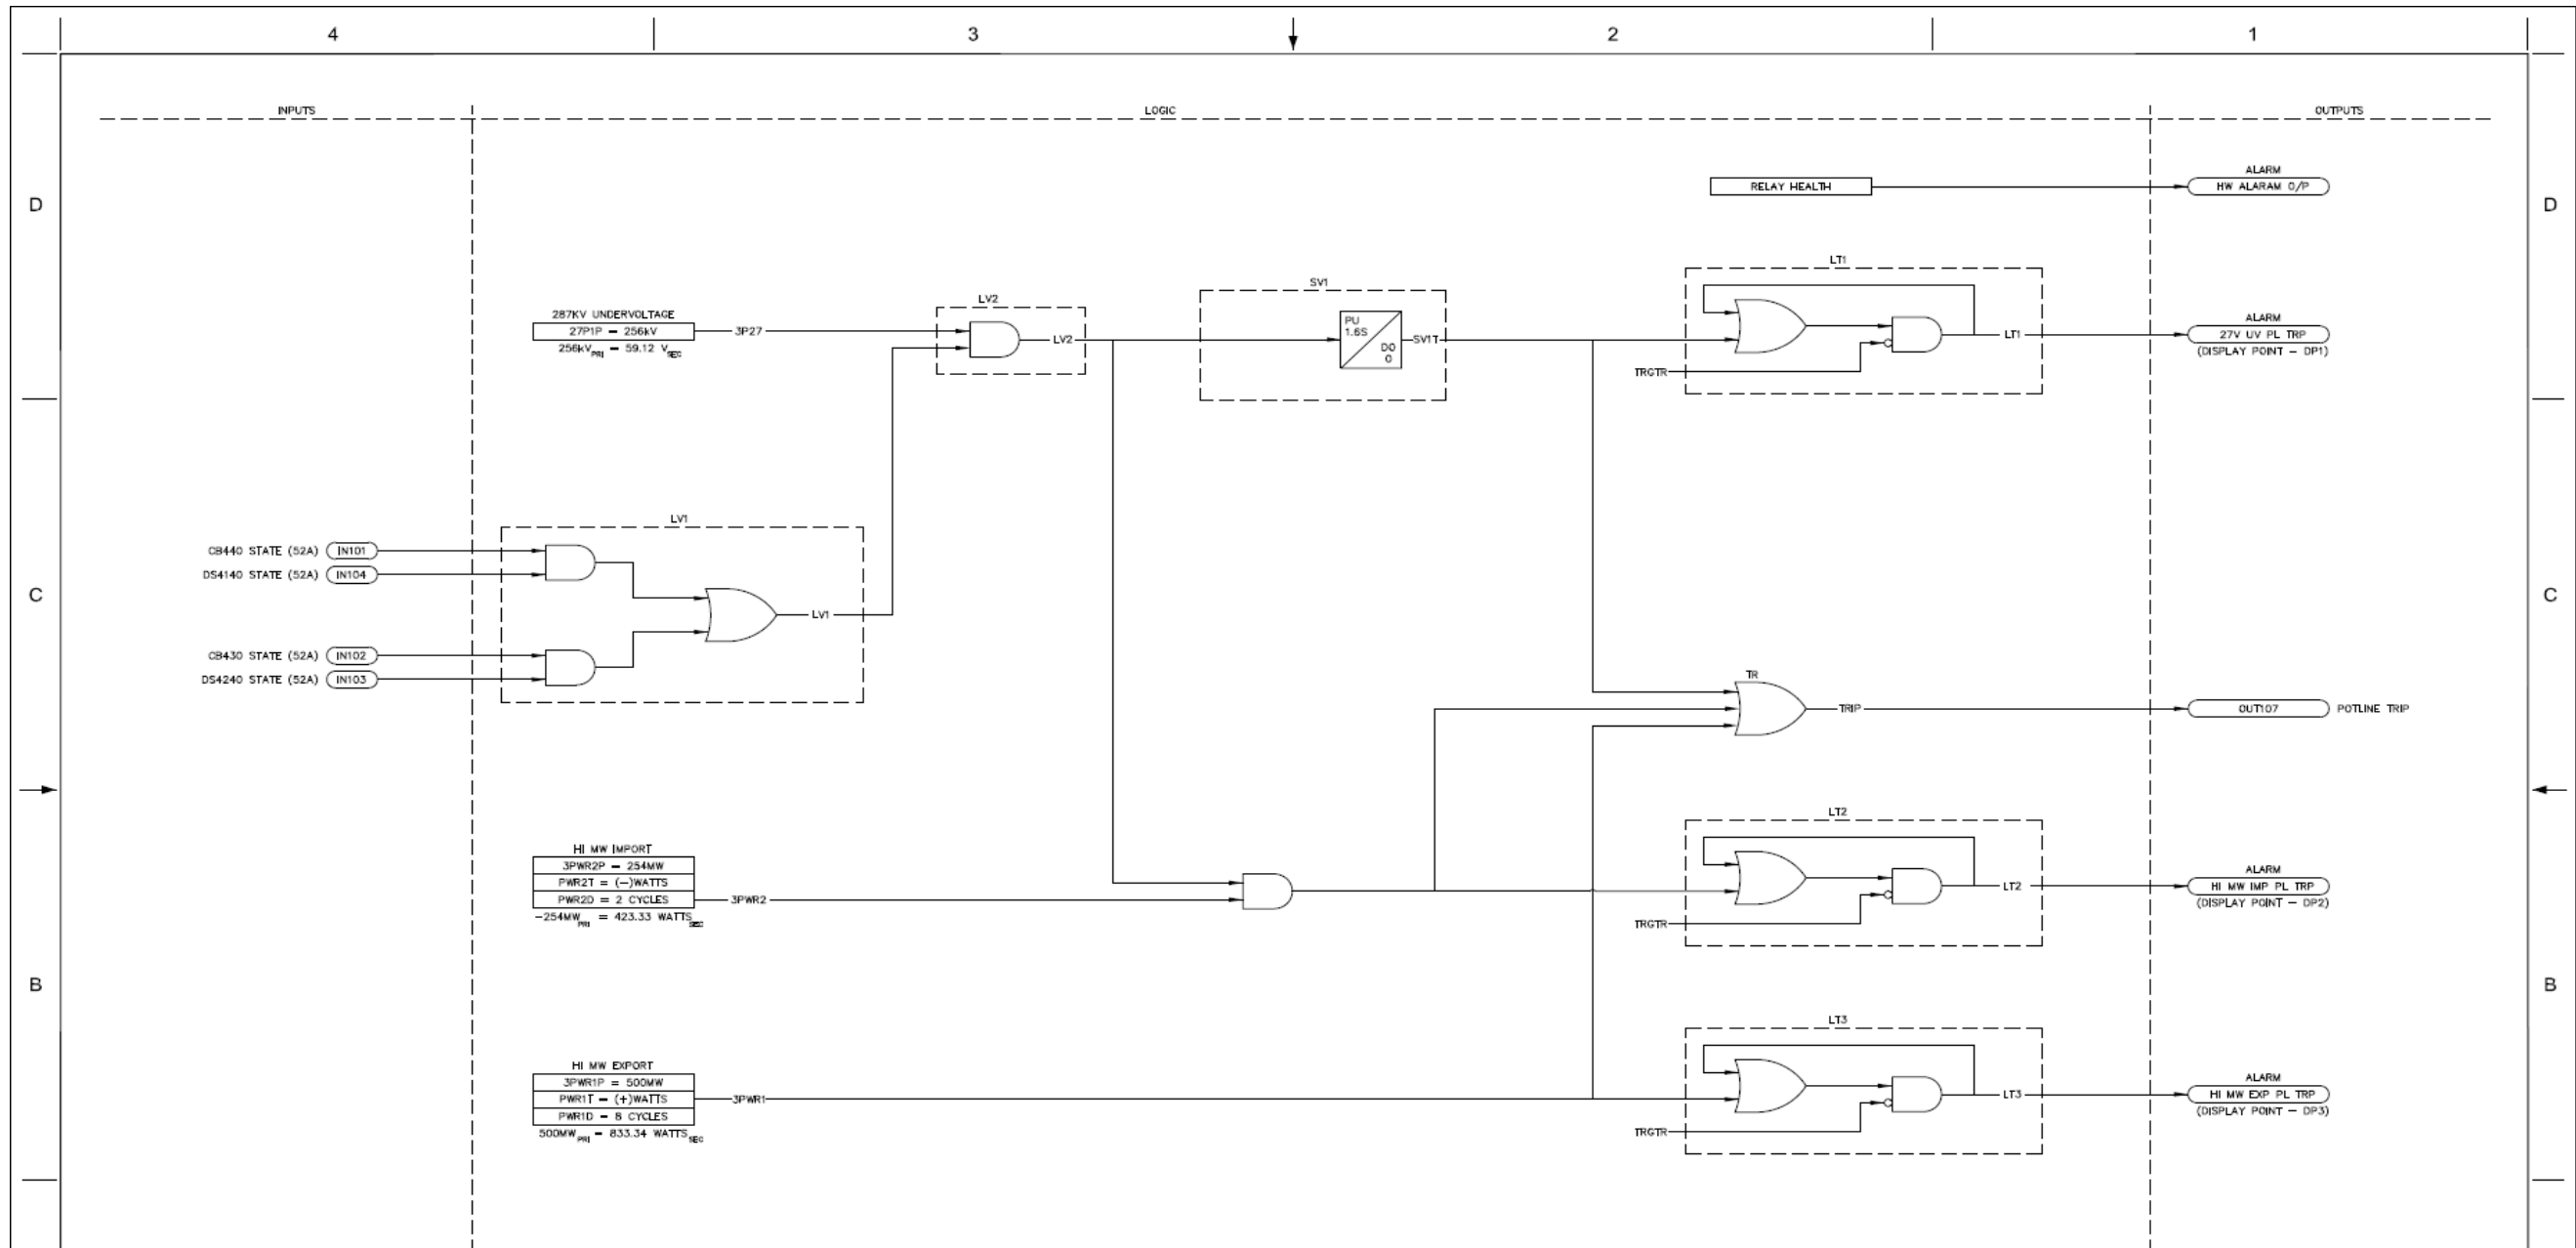 4
3
2
1
INPUTS
LOGIC
OUTPUTS
D
D
RELAY HEALTH
ALARM
HW ALARAM O/P
287KV UNDERVOLTAGE
27P1P = 256kV
256kV PRI = 59.12 V SEC
3P27
LV2
LV2
SV1
PU
1.6S
DO
0
SV1T
LT1
TRGTR
LT1
ALARM
27V UV PL TRP
(DISPLAY POINT - DP1)
C
C
LV1
CB440 STATE (52A)
IN101
DS4140 STATE (52A)
IN104
LV1
CB430 STATE (52A)
IN102
DS4240 STATE (52A)
IN103
TR
TRIP
OUT107
POTLINE TRIP
HI MW IMPORT
3PWR2P = 254MW
PWR2T = (-)WATTS
PWR2D = 2 CYCLES
-254MW PRI = 423.33 WATTS SEC
3PWR2
LT2
TRGTR
LT2
ALARM
HI MW IMP PL TRP
(DISPLAY POINT - DP2)
B
B
HI MW EXPORT
3PWR1P = 500MW
PWR1T = (+)WATTS
PWR1D = 8 CYCLES
500MW PRI = 833.34 WATTS SEC
3PWR1
LT3
TRGTR
LT3
ALARM
HI MW EXP PL TRP
(DISPLAY POINT - DP3)